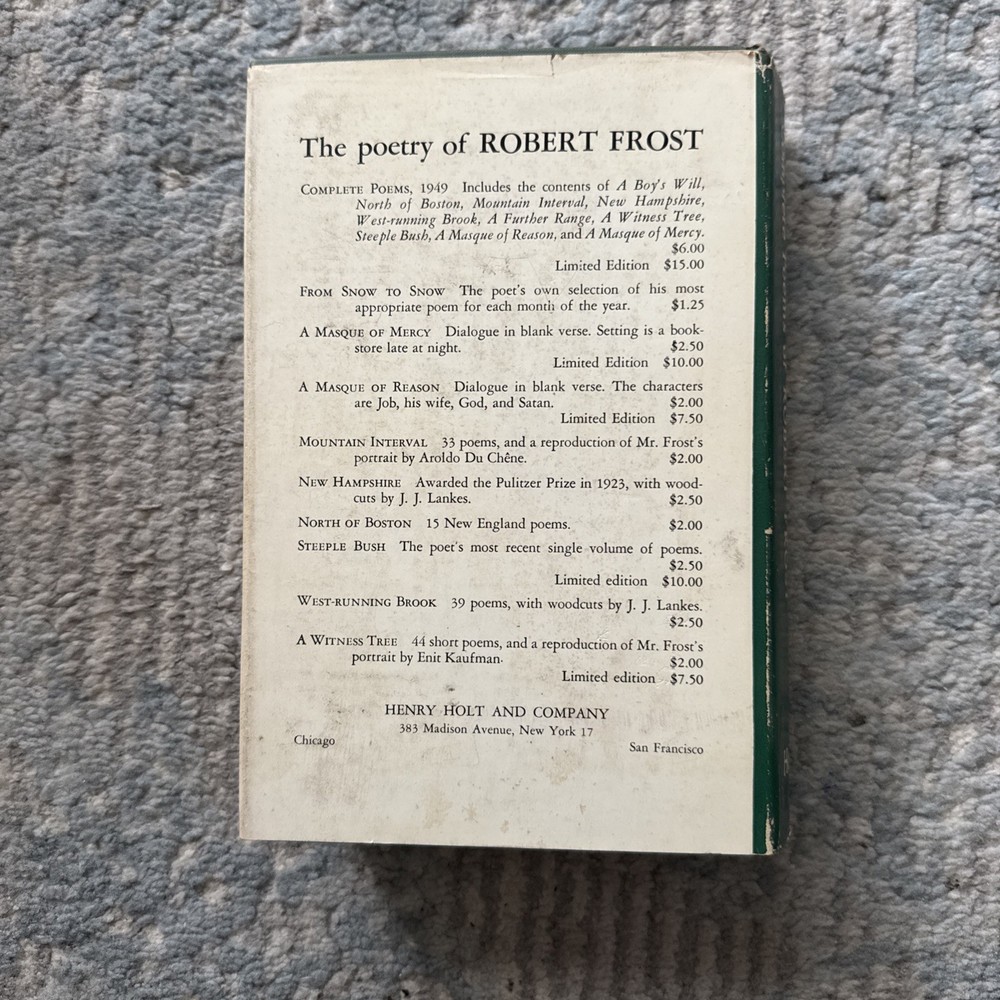 The poetry of ROBERT FROST
COMPLETE POEMS, 1949 Includes the contents of A Boy's Will,
North of Boston, Mountain Interval, New Hampshire,
West-running Brook, A Further Range, A Witness Tree,
Steeple Bush, A Masque of Reason, and A Masque of Mercy.
$6.00
Limited Edition $15.00
FROM SNOW TO SNOW The poet's own selection of his most
appropriate poem for each month of the year. $1.25
A MASQUE OF MERCY Dialogue in blank verse. Setting is a book-
store late at night. $2.50
Limited Edition $10.00
A MASQUE OF REASON Dialogue in blank verse. The characters
are Job, his wife, God, and Satan. $2.00
Limited Edition $7.50
MOUNTAIN INTERVAL 33 poems, and a reproduction of Mr. Frost's
portrait by Aroldo Du Chêne. $2.00
NEW HAMPSHIRE Awarded the Pulitzer Prize in 1923, with wood-
cuts by J. J. Lankes. $2.50
NORTH OF BOSTON 15 New England poems. $2.00
STEEPLE BUSH The poet's most recent single volume of poems.
$2.50
Limited edition $10.00
WEST-RUNNING BROOK 39 poems, with woodcuts by J. J. Lankes.
$2.50
A WITNESS TREE 44 short poems, and a reproduction of Mr. Frost's
portrait by Enit Kaufman. $2.00
Limited edition $7.50
HENRY HOLT AND COMPANY
383 Madison Avenue, New York 17
Chicago San Francisco